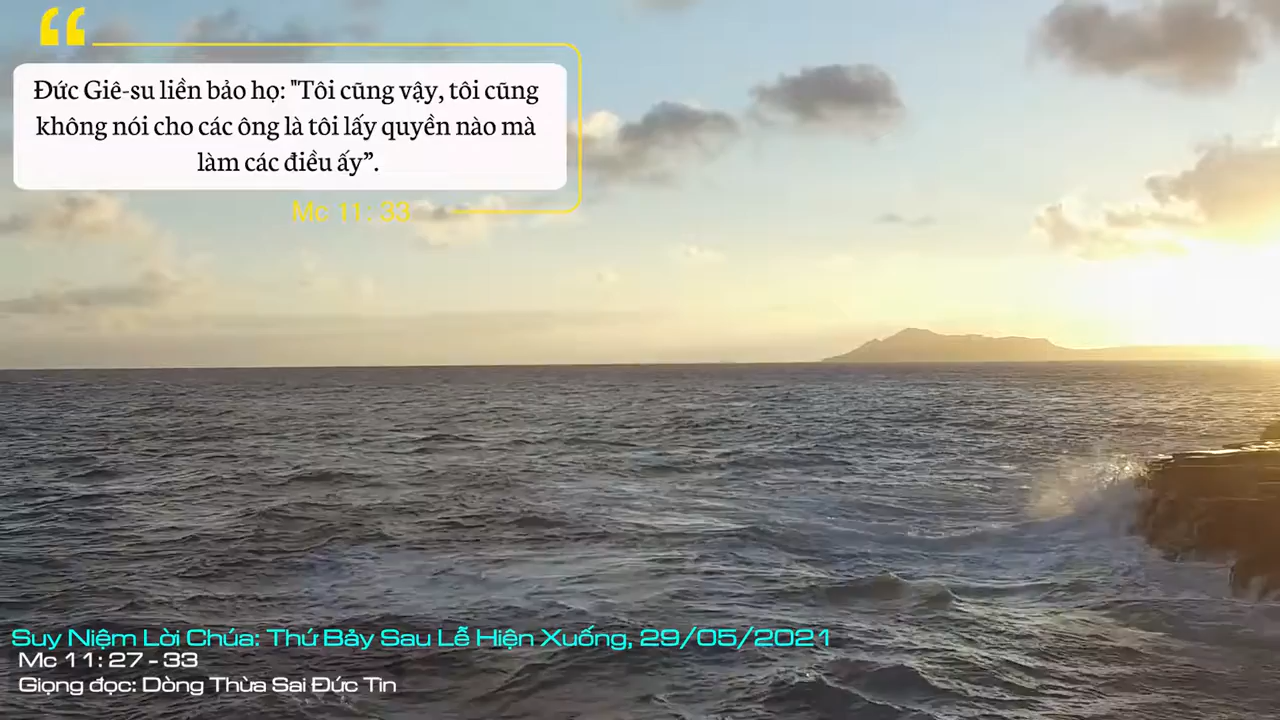 Đức Giê-su liền bảo họ: "Tôi cũng vậy, tôi cũng
không nói cho các ông là tôi lấy quyền nào mà
làm các điều ấy”.
Mc 11: 33
Suy Niệm Lời Chúa: Thứ Bảy Sau Lễ Hiện Xuống, 29/05/2021
Mc 11: 27 - 33
Giọng đọc: Dòng Thừa Sai Đức Tin